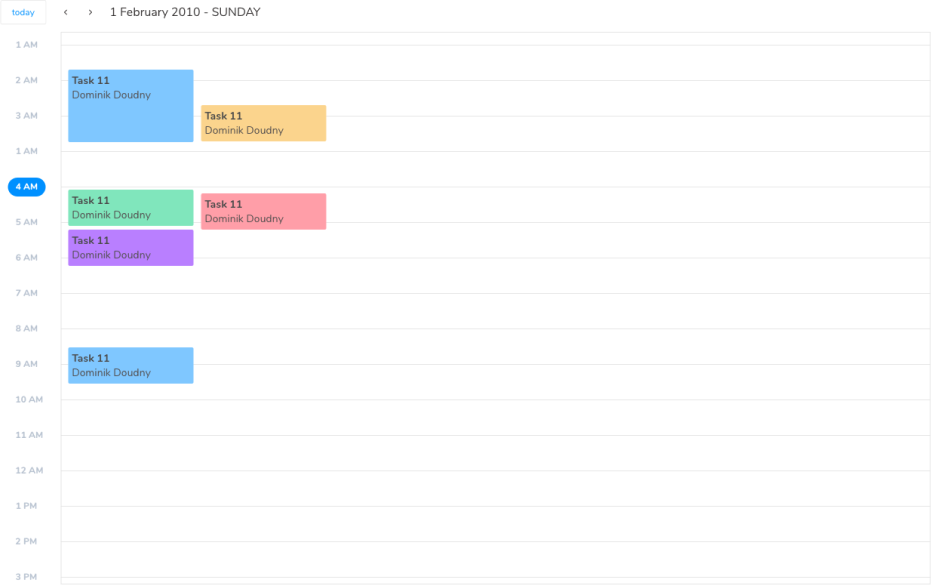 today
‹ › 1 February 2010 - SUNDAY
1 AM
2 AM
Task 11
Dominik Doudny
3 AM
Task 11
Dominik Doudny
1 AM
4 AM
Task 11
Dominik Doudny
Task 11
Dominik Doudny
5 AM
Task 11
Dominik Doudny
6 AM
7 AM
8 AM
Task 11
Dominik Doudny
9 AM
10 AM
11 AM
12 AM
1 PM
2 PM
3 PM